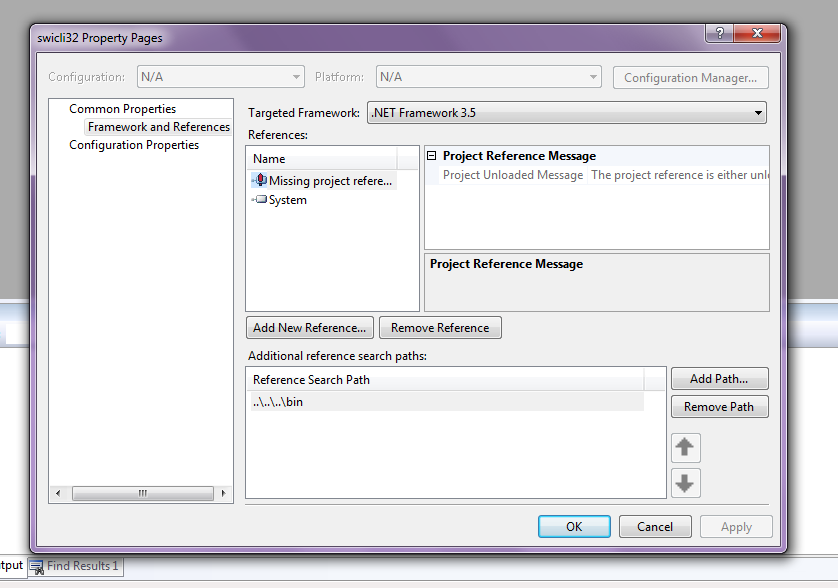 swicli32 Property Pages
?
Configuration: N/A Platform: N/A Configuration Manager...
Common Properties
Framework and References
Configuration Properties
Targeted Framework: .NET Framework 3.5
References:
Name
Missing project refere...
System
Project Reference Message
Project Unloaded Message The project reference is either unl
Project Reference Message
Add New Reference... Remove Reference
Additional reference search paths:
Reference Search Path
..\..\..\bin
Add Path...
Remove Path
OK Cancel Apply
tput Find Results 1